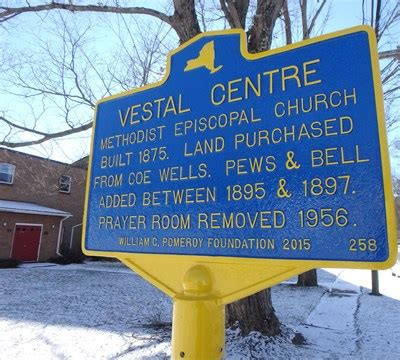 VESTAL CENTRE
METHODIST EPISCOPAL CHURCH
BUILT 1875. LAND PURCHASED
FROM COE WELLS. PEWS & BELL
ADDED BETWEEN 1895 & 1897.
PRAYER ROOM REMOVED 1956.
WILLIAM G. POMEROY FOUNDATION 2015 258